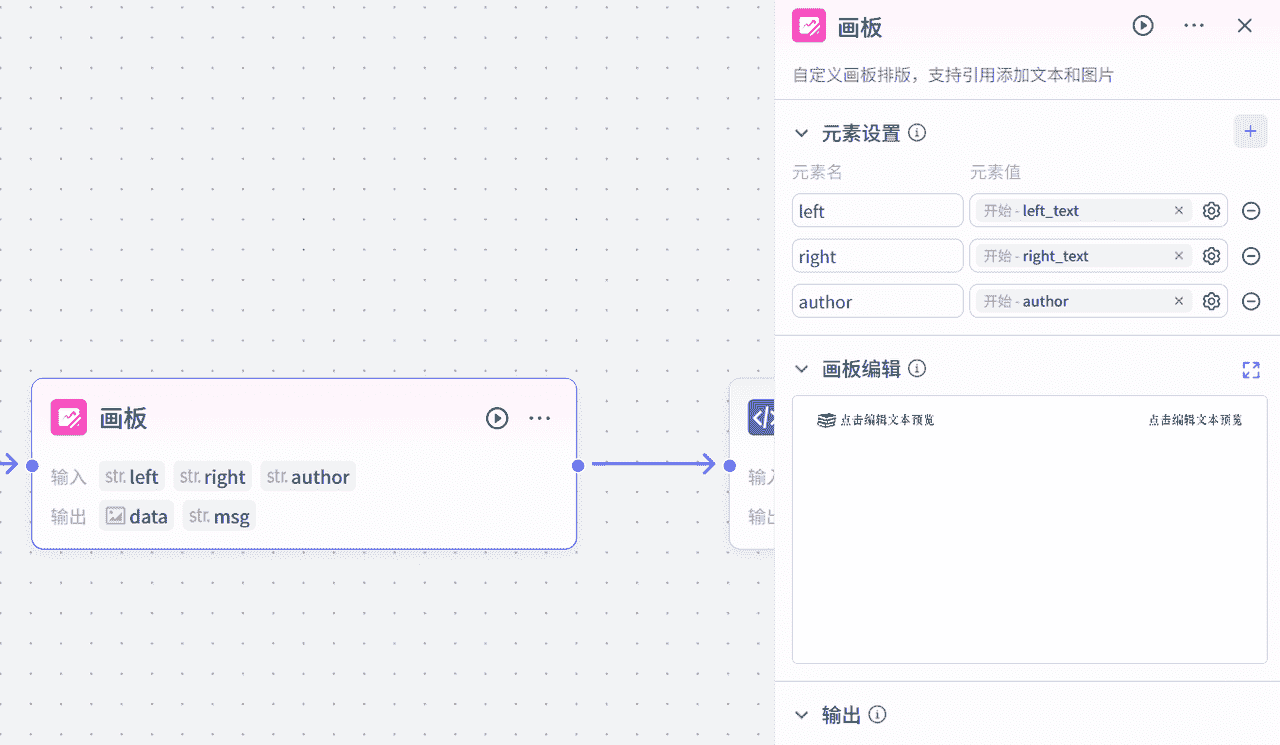 画板
输入 str. left str. right str. author
输出 data str. msg
</>
输入
输出
画板
自定义画板排版，支持引用添加文本和图片
元素设置
元素名 元素值
left 开始 - left_text
right 开始 - right_text
author 开始 - author
画板编辑
点击编辑文本预览 点击编辑文本预览
输出